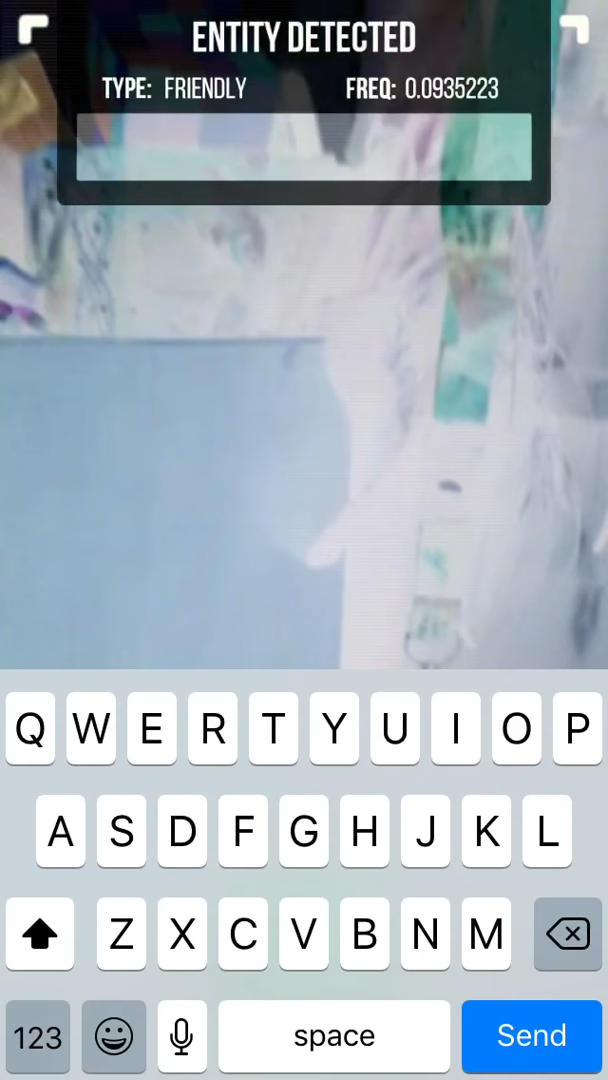 ENTITY DETECTED
TYPE: FRIENDLY FREQ: 0.0935223
Q W E R T Y U I O P
A S D F G H J K L
Z X C V B N M
123 space Send